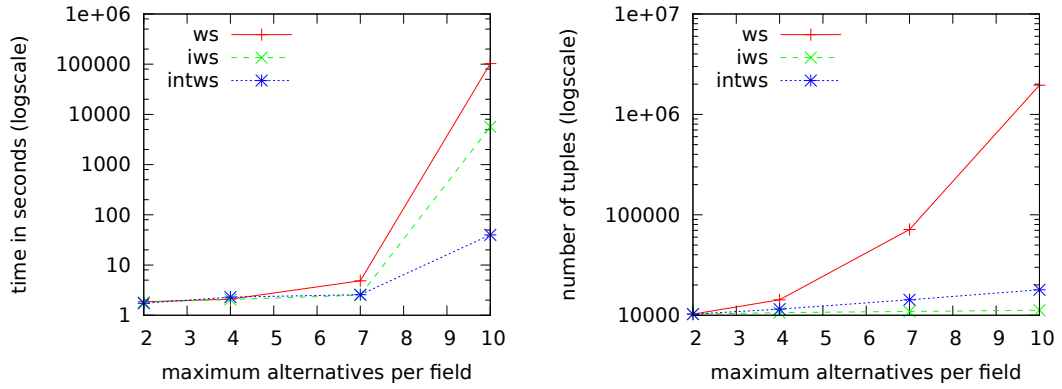 time in seconds (logscale)
1e+06
100000
10000
1000
100
10
1
ws
iws
intws
2 3 4 5 6 7 8 9 10
maximum alternatives per field
number of tuples (logscale)
1e+07
1e+06
100000
10000
ws
iws
intws
2 3 4 5 6 7 8 9 10
maximum alternatives per field